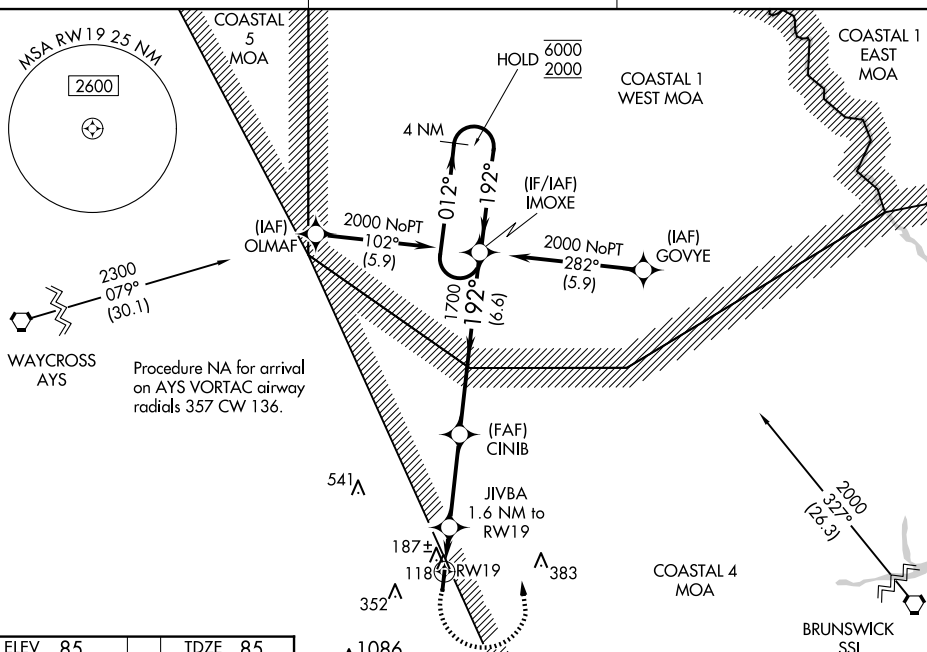 COASTAL
5
MOA
MSA RW19 25 NM
2600
HOLD
6000
2000
COASTAL 1
WEST MOA
COASTAL 1
EAST
MOA
4 NM
012°
192°
(IF/IAF)
IMOXE
(IAF)
OLMAF
2000 NoPT
102°
(5.9)
2000 NoPT
282°
(5.9)
(IAF)
GOVYE
1700
192°
(6.6)
2300
079°
(30.1)
WAYCROSS
AYS
Procedure NA for arrival
on AYS VORTAC airway
radials 357 CW 136.
(FAF)
CINIB
541
JIVBA
1.6 NM to
RW19
187±
118
RW19
383
352
COASTAL 4
MOA
2000
327°
(26.3)
BRUNSWICK
SSI
ELEV 85
TDZE 85
1086